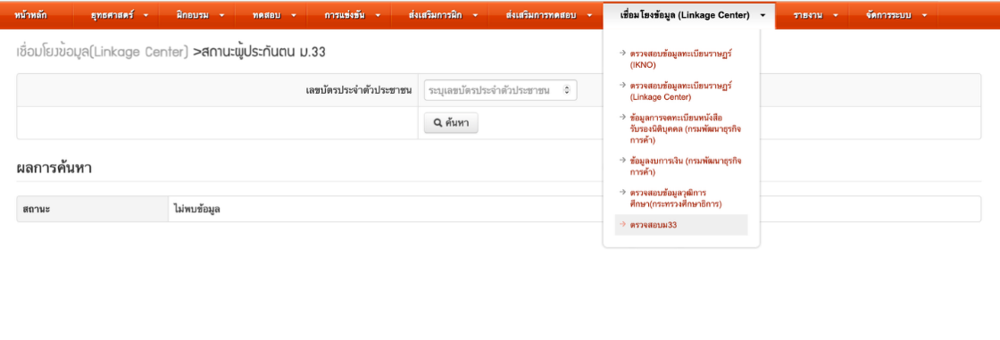 หน้าหลัก ยุทธศาสตร์ ฝึกอบรม ทดสอบ การแข่งขัน ส่งเสริมการฝึก ส่งเสริมการทดสอบ เชื่อมโยงข้อมูล (Linkage Center) รายงาน จัดการระบบ
เชื่อมโยงข้อมูล(Linkage Center) >สถานะผู้ประกันตน ม.33
เลขบัตรประจำตัวประชาชน ระบุเลขบัตรประจำตัวประชาชน
ค้นหา
ผลการค้นหา
สถานะ ไม่พบข้อมูล
ตรวจสอบข้อมูลทะเบียนราษฎร์
(IKNO)
ตรวจสอบข้อมูลทะเบียนราษฎร์
(Linkage Center)
ข้อมูลการจดทะเบียนหนังสือ
รับรองนิติบุคคล (กรมพัฒนาธุรกิจ
การค้า)
ข้อมูลงบการเงิน (กรมพัฒนาธุรกิจ
การค้า)
ตรวจสอบข้อมูลวุฒิการ
ศึกษา(กระทรวงศึกษาธิการ)
ตรวจสอบม33